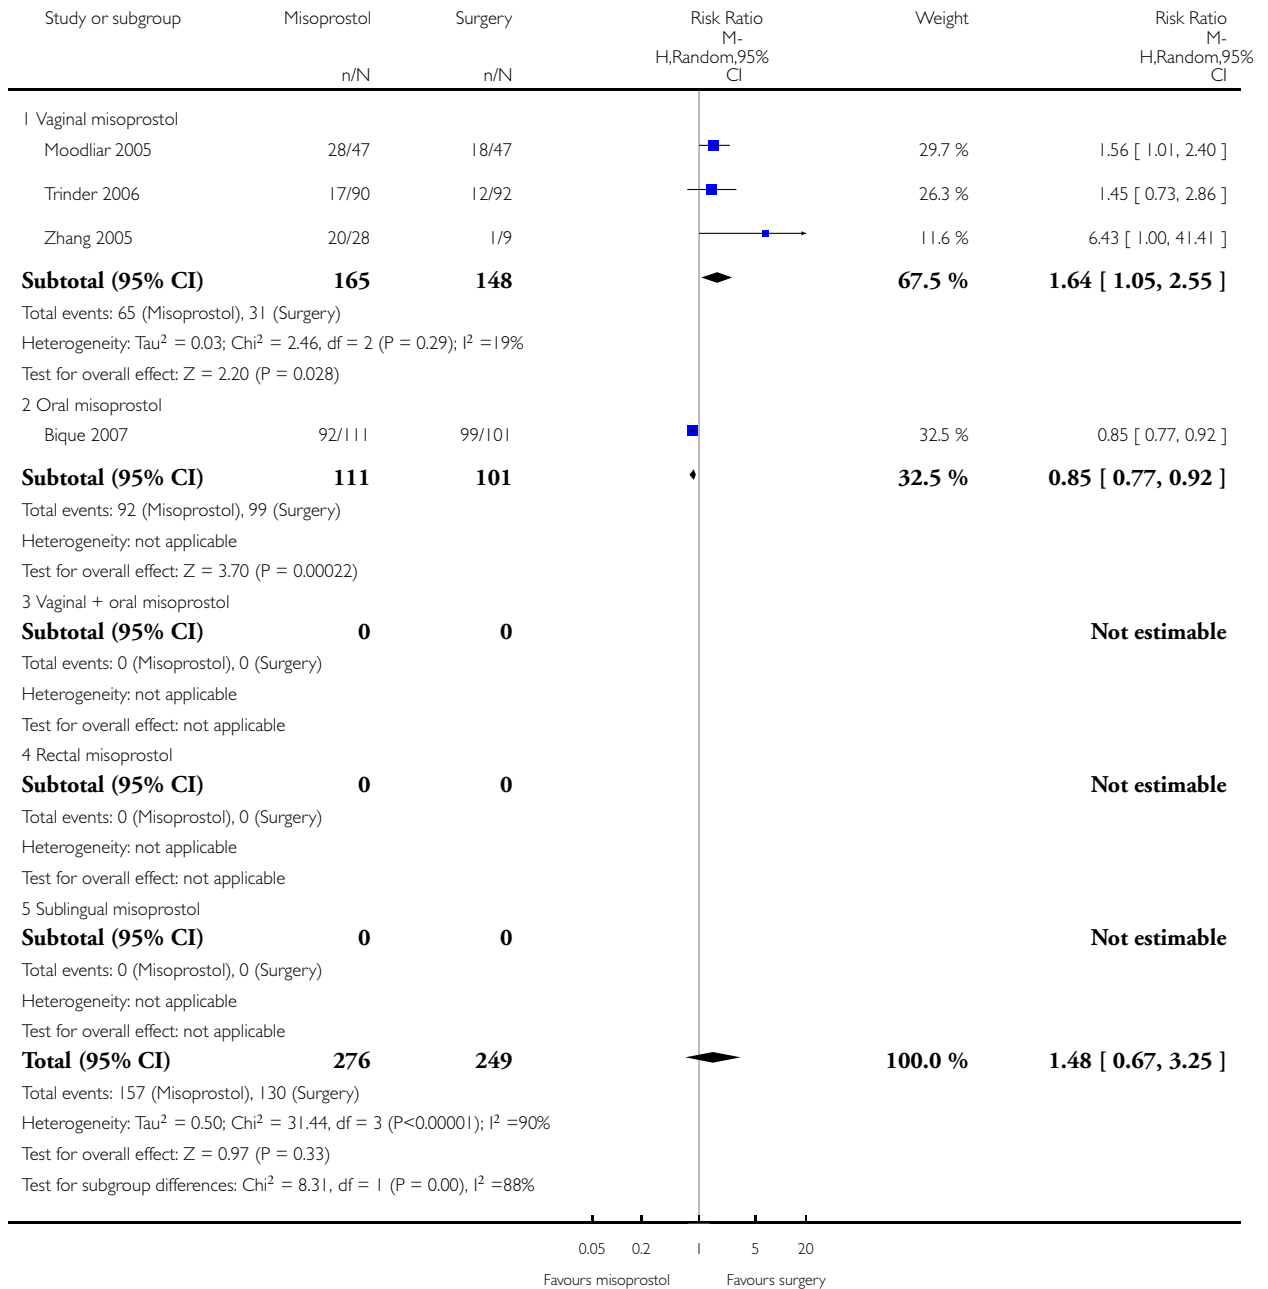 Study or subgroup Misoprostol Surgery Risk Ratio Weight Risk Ratio
M- M-
H,Random,95% H,Random,95%
n/N n/N CI CI
1 Vaginal misoprostol
Moodliar 2005 28/47 18/47 29.7 % 1.56 [ 1.01, 2.40 ]
Trinder 2006 17/90 12/92 26.3 % 1.45 [ 0.73, 2.86 ]
Zhang 2005 20/28 1/9 11.6 % 6.43 [ 1.00, 41.41 ]
Subtotal (95% CI) 165 148 67.5 % 1.64 [ 1.05, 2.55 ]
Total events: 65 (Misoprostol), 31 (Surgery)
Heterogeneity: Tau² = 0.03; Chi² = 2.46, df = 2 (P = 0.29); I² =19%
Test for overall effect: Z = 2.20 (P = 0.028)
2 Oral misoprostol
Bique 2007 92/111 99/101 32.5 % 0.85 [ 0.77, 0.92 ]
Subtotal (95% CI) 111 101 32.5 % 0.85 [ 0.77, 0.92 ]
Total events: 92 (Misoprostol), 99 (Surgery)
Heterogeneity: not applicable
Test for overall effect: Z = 3.70 (P = 0.00022)
3 Vaginal + oral misoprostol
Subtotal (95% CI) 0 0 Not estimable
Total events: 0 (Misoprostol), 0 (Surgery)
Heterogeneity: not applicable
Test for overall effect: not applicable
4 Rectal misoprostol
Subtotal (95% CI) 0 0 Not estimable
Total events: 0 (Misoprostol), 0 (Surgery)
Heterogeneity: not applicable
Test for overall effect: not applicable
5 Sublingual misoprostol
Subtotal (95% CI) 0 0 Not estimable
Total events: 0 (Misoprostol), 0 (Surgery)
Heterogeneity: not applicable
Test for overall effect: not applicable
Total (95% CI) 276 249 100.0 % 1.48 [ 0.67, 3.25 ]
Total events: 157 (Misoprostol), 130 (Surgery)
Heterogeneity: Tau² = 0.50; Chi² = 31.44, df = 3 (P<0.00001); I² =90%
Test for overall effect: Z = 0.97 (P = 0.33)
Test for subgroup differences: Chi² = 8.31, df = 1 (P = 0.00), I² =88%
0.05 0.2 1 5 20
Favours misoprostol Favours surgery